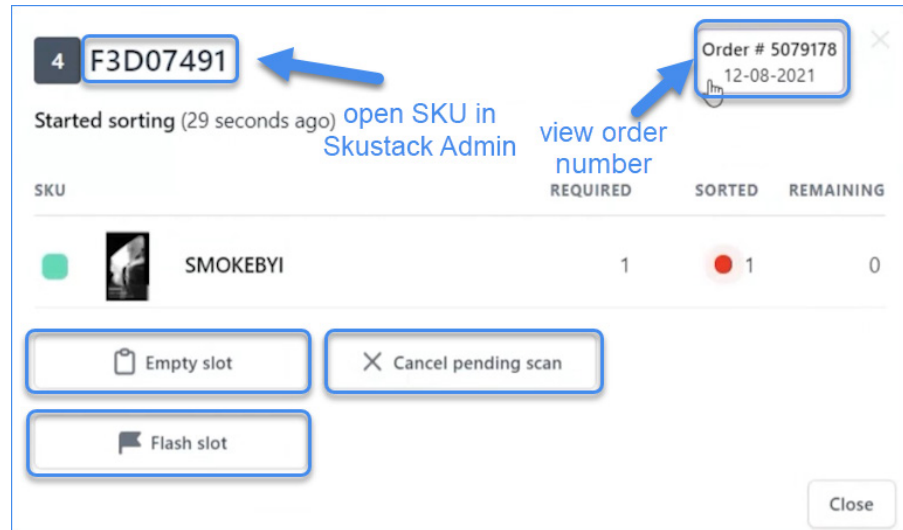 4 F3D07491
Order # 5079178
12-08-2021
Started sorting (29 seconds ago)
open SKU in
Skustack Admin
view order
number
SKU REQUIRED SORTED REMAINING
SMOKEBYI 1 1 0
Empty slot Cancel pending scan
Flash slot
Close